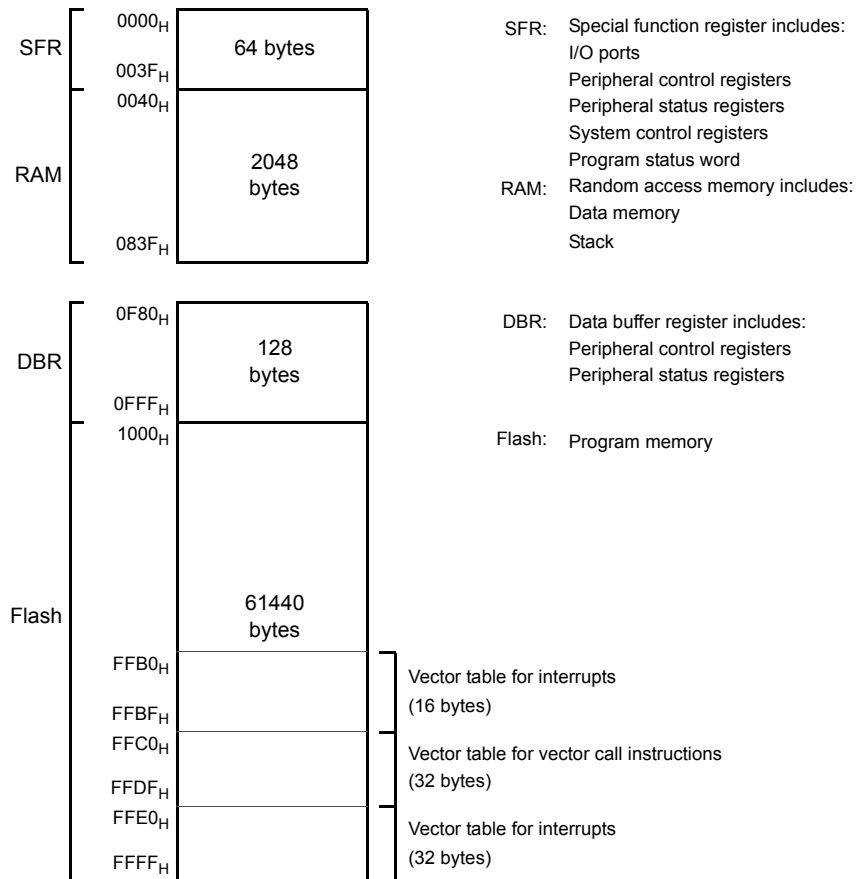 0000H
SFR
64 bytes
003FH
0040H
RAM
2048
bytes
083FH
SFR: Special function register includes:
I/O ports
Peripheral control registers
Peripheral status registers
System control registers
Program status word
RAM: Random access memory includes:
Data memory
Stack
0F80H
DBR
128
bytes
0FFFH
DBR: Data buffer register includes:
Peripheral control registers
Peripheral status registers
1000H
Flash: Program memory
Flash
61440
bytes
FFB0H
Vector table for interrupts
(16 bytes)
FFBFH
FFC0H
Vector table for vector call instructions
(32 bytes)
FFDFH
FFE0H
Vector table for interrupts
(32 bytes)
FFFFH